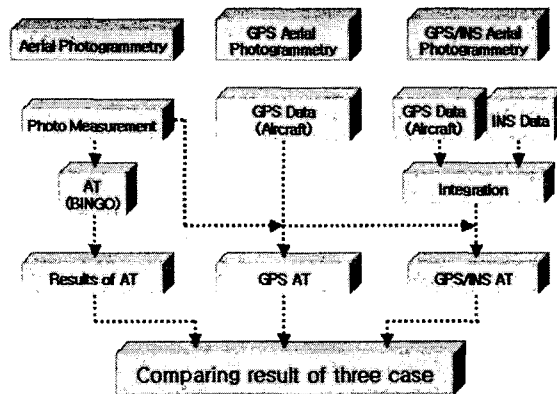 Aerial Photogrammetry
GPS Aerial
Photogrammetry
GPS/INS Aerial
Photogrammetry
Photo Measurement
GPS Data
(Aircraft)
GPS Data
(Aircraft)
INS Data
AT
(BINGO)
Integration
Results of AT
GPS AT
GPS/INS AT
Comparing result of three case